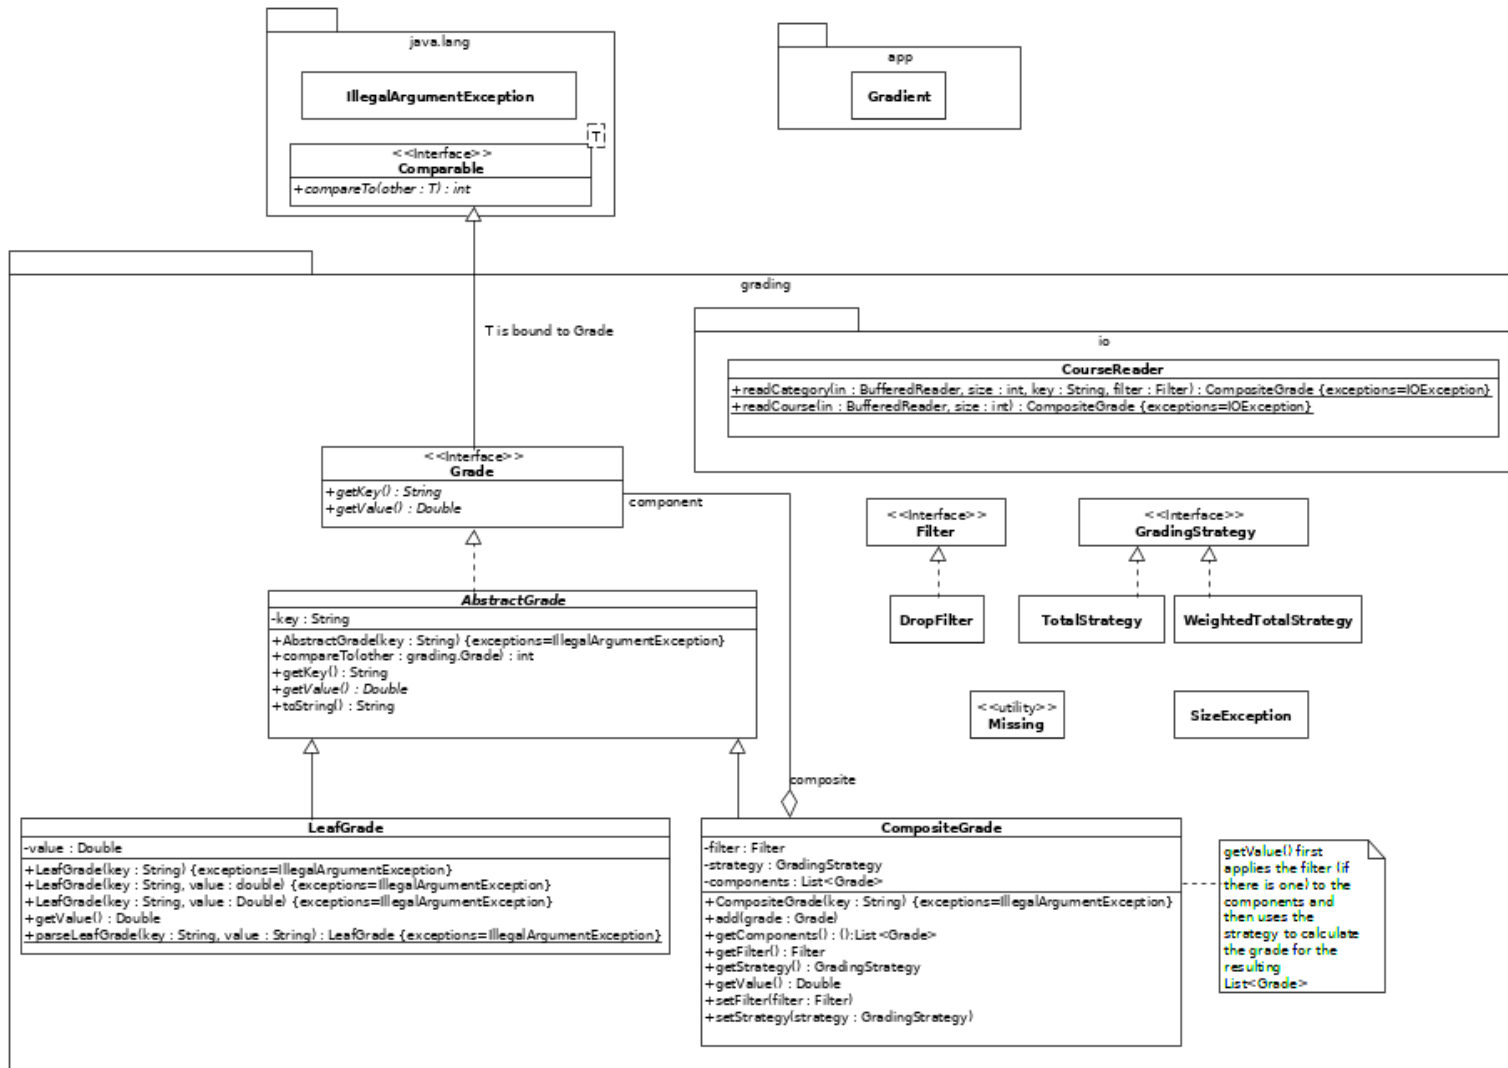 java.lang
IllegalArgumentException
T
<<Interface>>
Comparable
+compareTo(other : T) : int
app
Gradient
grading
T is bound to Grade
io
CourseReader
+readCategory(in : BufferedReader, size : int, key : String, filter : Filter) : CompositeGrade {exceptions=IOException}
+readCourse(in : BufferedReader, size : int) : CompositeGrade {exceptions=IOException}
<<Interface>>
Grade
+getKey() : String
+getValue() : Double
component
<<Interface>>
Filter
<<Interface>>
GradingStrategy
DropFilter
TotalStrategy
WeightedTotalStrategy
AbstractGrade
-key : String
+AbstractGrade(key : String) {exceptions=IllegalArgumentException}
+compareTo(other : grading.Grade) : int
+getKey() : String
+getValue() : Double
+toString() : String
<<utility>>
Missing
SizeException
composite
LeafGrade
-value : Double
+LeafGrade(key : String) {exceptions=IllegalArgumentException}
+LeafGrade(key : String, value : double) {exceptions=IllegalArgumentException}
+LeafGrade(key : String, value : Double) {exceptions=IllegalArgumentException}
+getValue() : Double
+parseLeafGrade(key : String, value : String) : LeafGrade {exceptions=IllegalArgumentException}
CompositeGrade
-filter : Filter
-strategy : GradingStrategy
-components : List<Grade>
+CompositeGrade(key : String) {exceptions=IllegalArgumentException}
+add(grade : Grade)
+getComponents() : ():List<Grade>
+getFilter() : Filter
+getStrategy() : GradingStrategy
+getValue() : Double
+setFilter(filter : Filter)
+setStrategy(strategy : GradingStrategy)
getValue() first
applies the filter (if
there is one) to the
components and
then uses the
strategy to calculate
the grade for the
resulting
List<Grade>